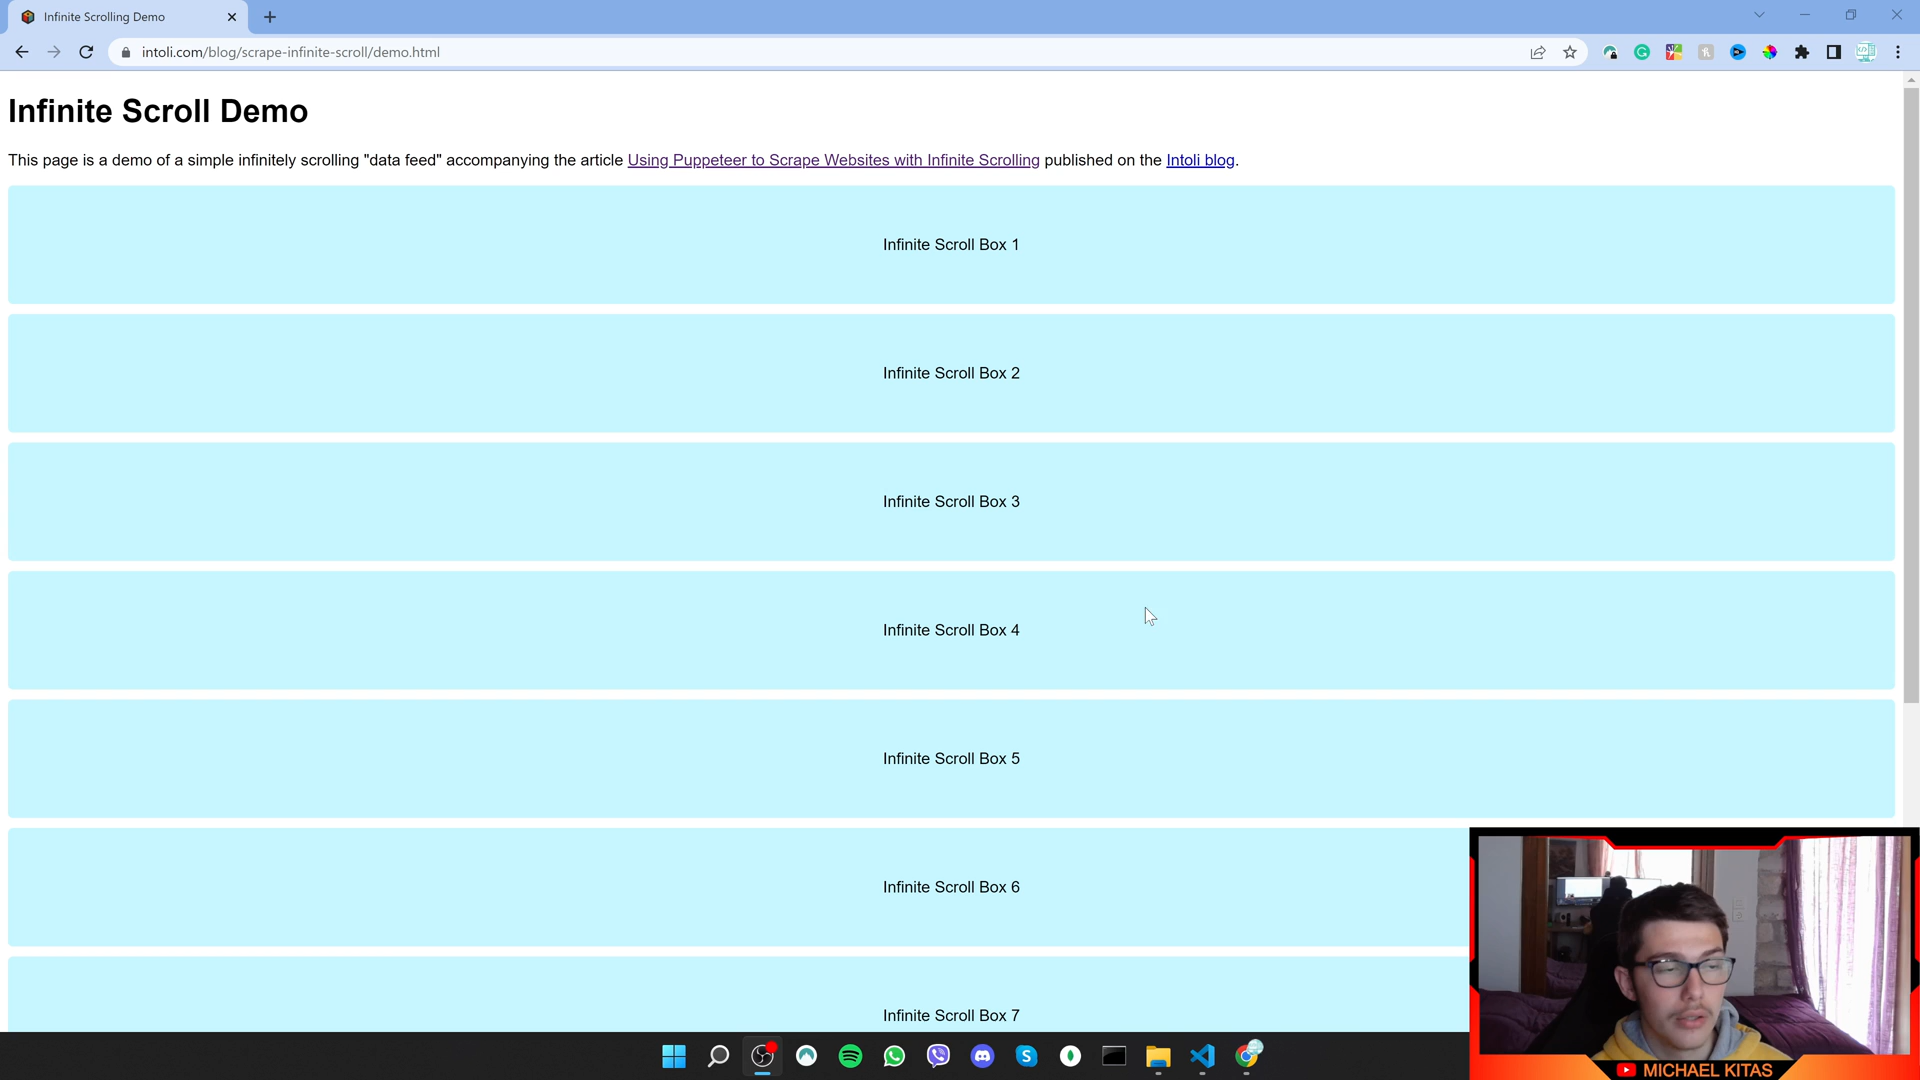 Infinite Scrolling Demo
intoli.com/blog/scrape-infinite-scroll/demo.html
Infinite Scroll Demo
This page is a demo of a simple infinitely scrolling "data feed" accompanying the article Using Puppeteer to Scrape Websites with Infinite Scrolling published on the Intoli blog.
Infinite Scroll Box 1
Infinite Scroll Box 2
Infinite Scroll Box 3
Infinite Scroll Box 4
Infinite Scroll Box 5
Infinite Scroll Box 6
Infinite Scroll Box 7
MICHAEL KITAS